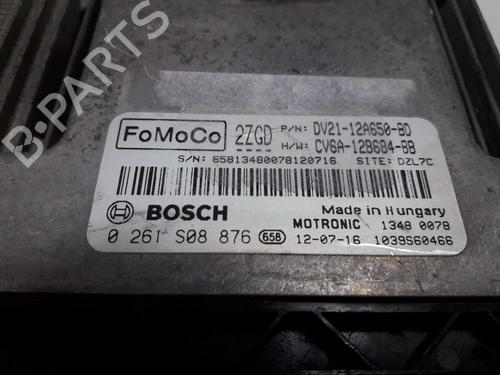 FoMoCo 2ZGD P/N: DV21-12A650-BD
H/W: CV6A-12B684-BB
S/N: 65813480078120716 SITE: DZL7C
BOSCH Made in Hungary
MOTRONIC 1348 0078
0 261 S08 876 658 12-07-16 1039S60466
B-PARTS